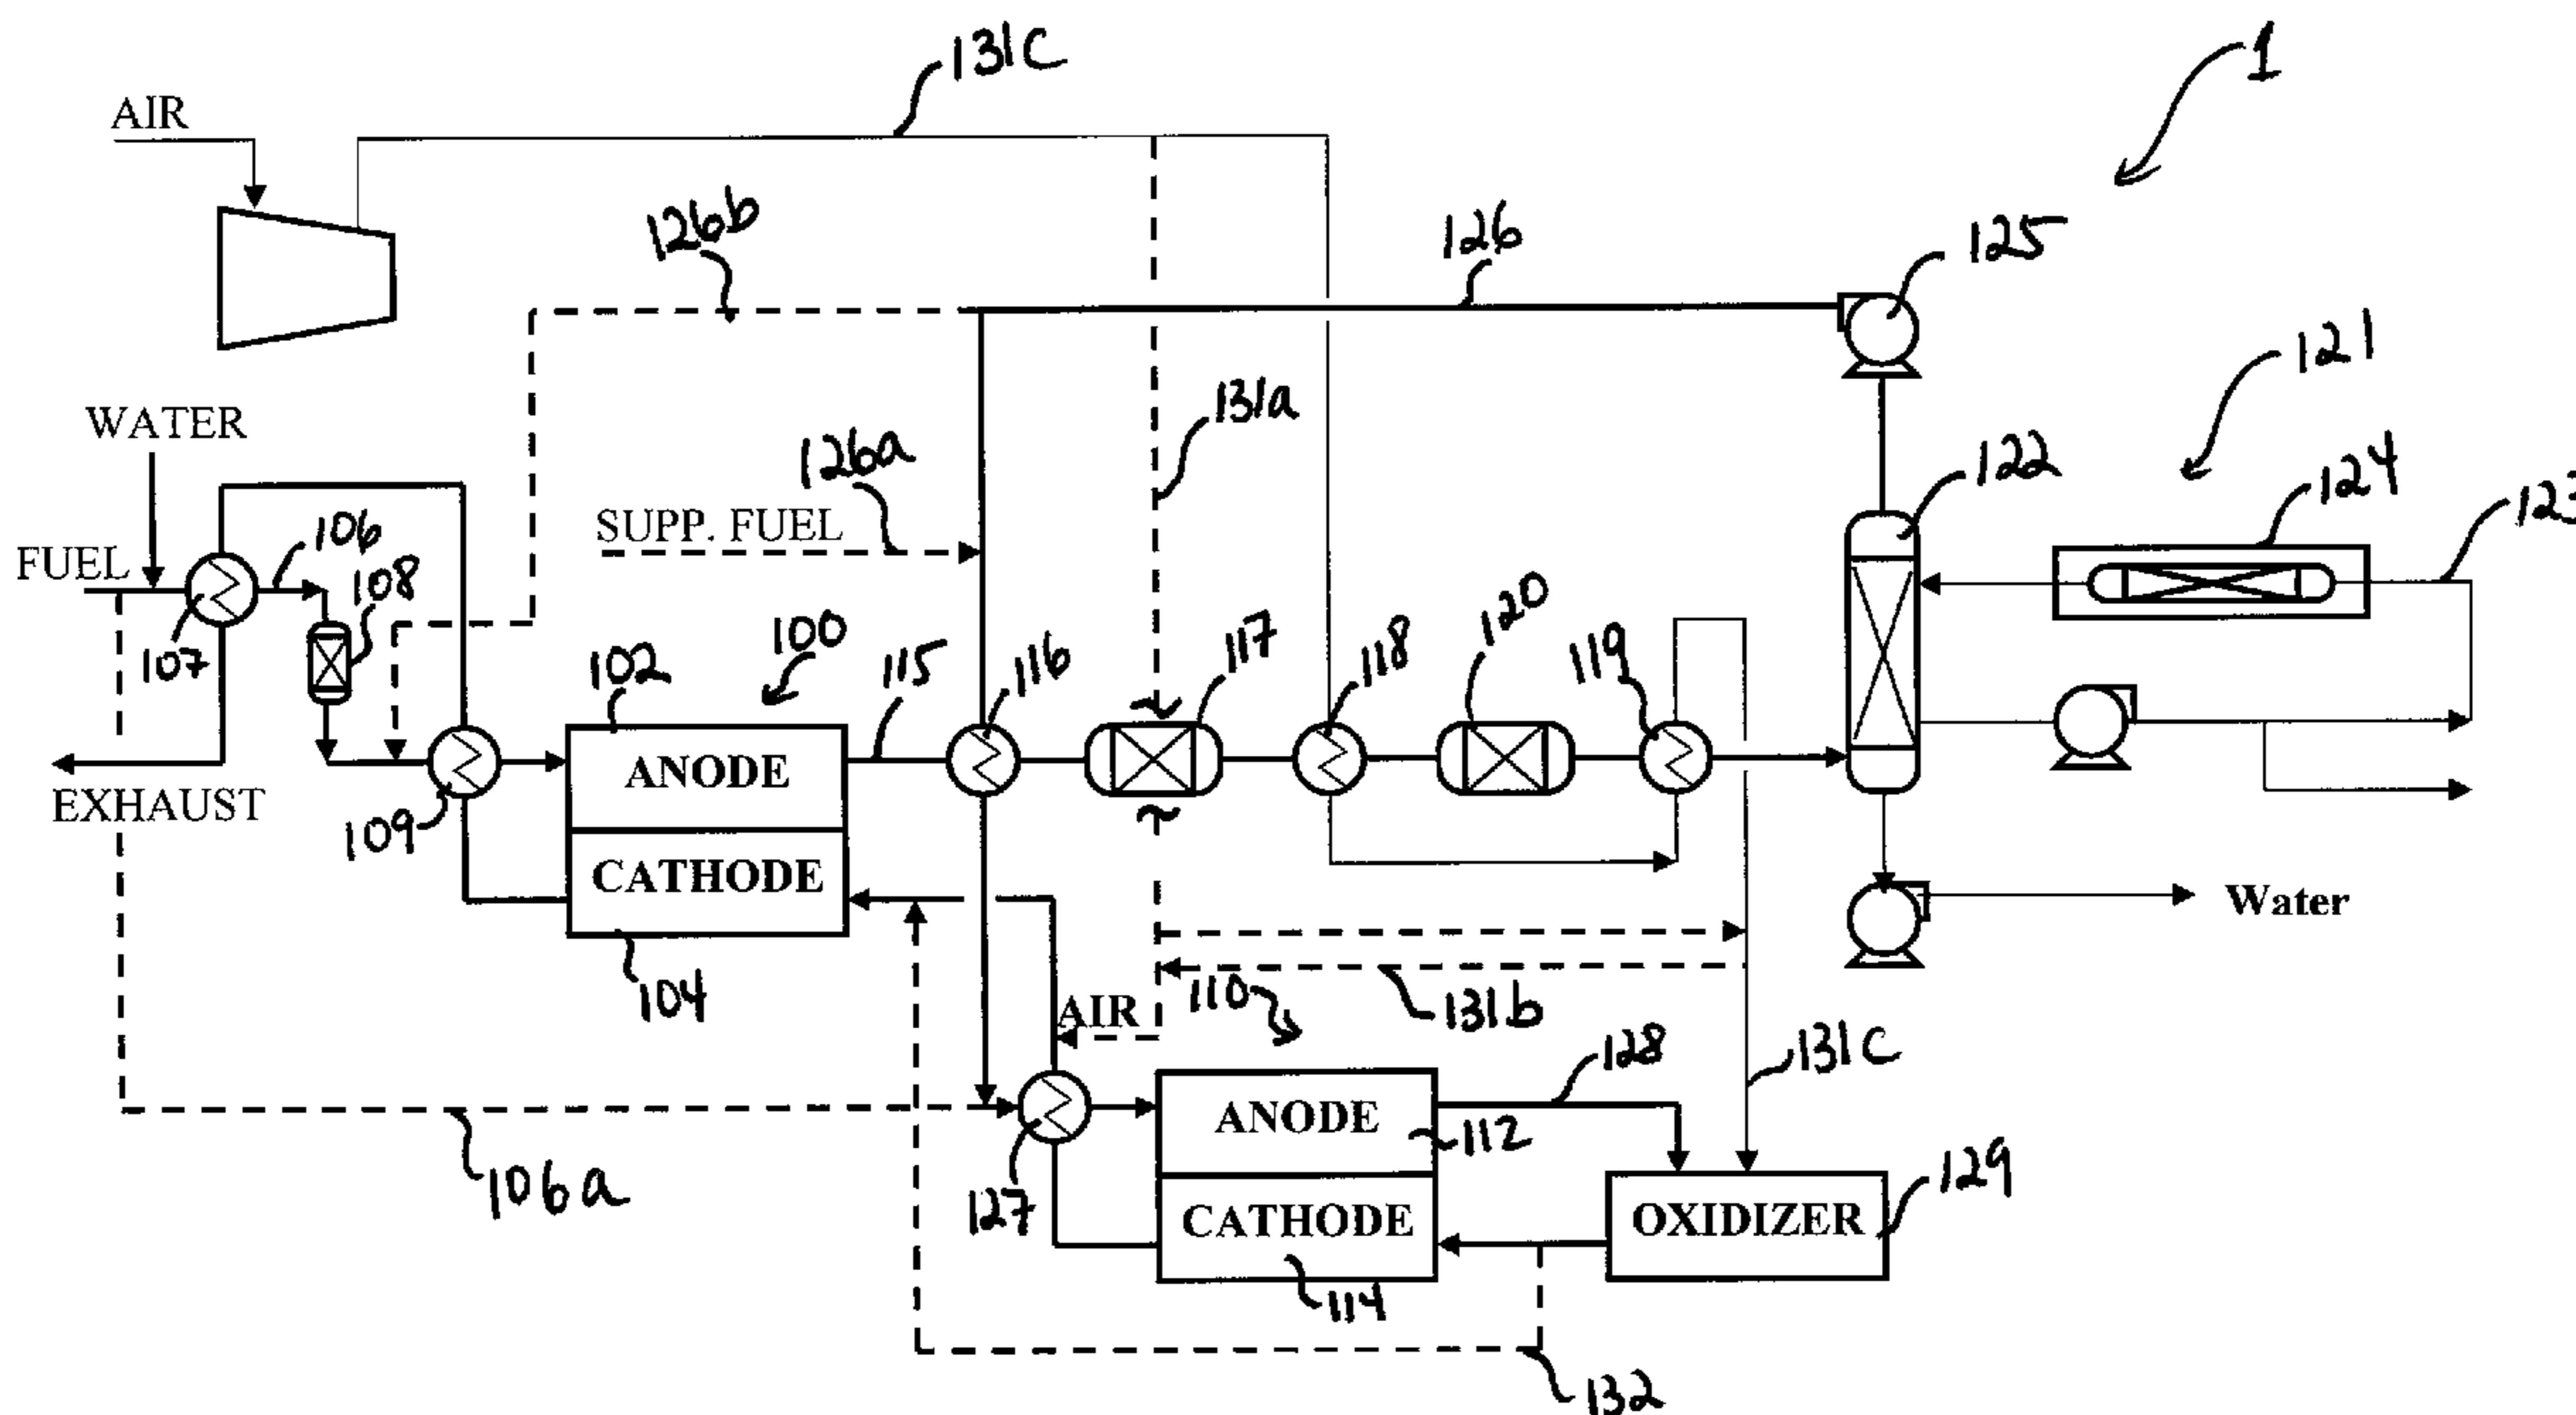 131C
1
AIR
126b
126
125
121
131a
WATER
126a
122
124
123
SUPP. FUEL
106
FUEL
108
120
107
100
102
115
116
117
118
119
ANODE
EXHAUST
109
CATHODE
Water
104
110
131b
AIR
128
131C
ANODE
112
106a
127
129
CATHODE
OXIDIZER
114
132